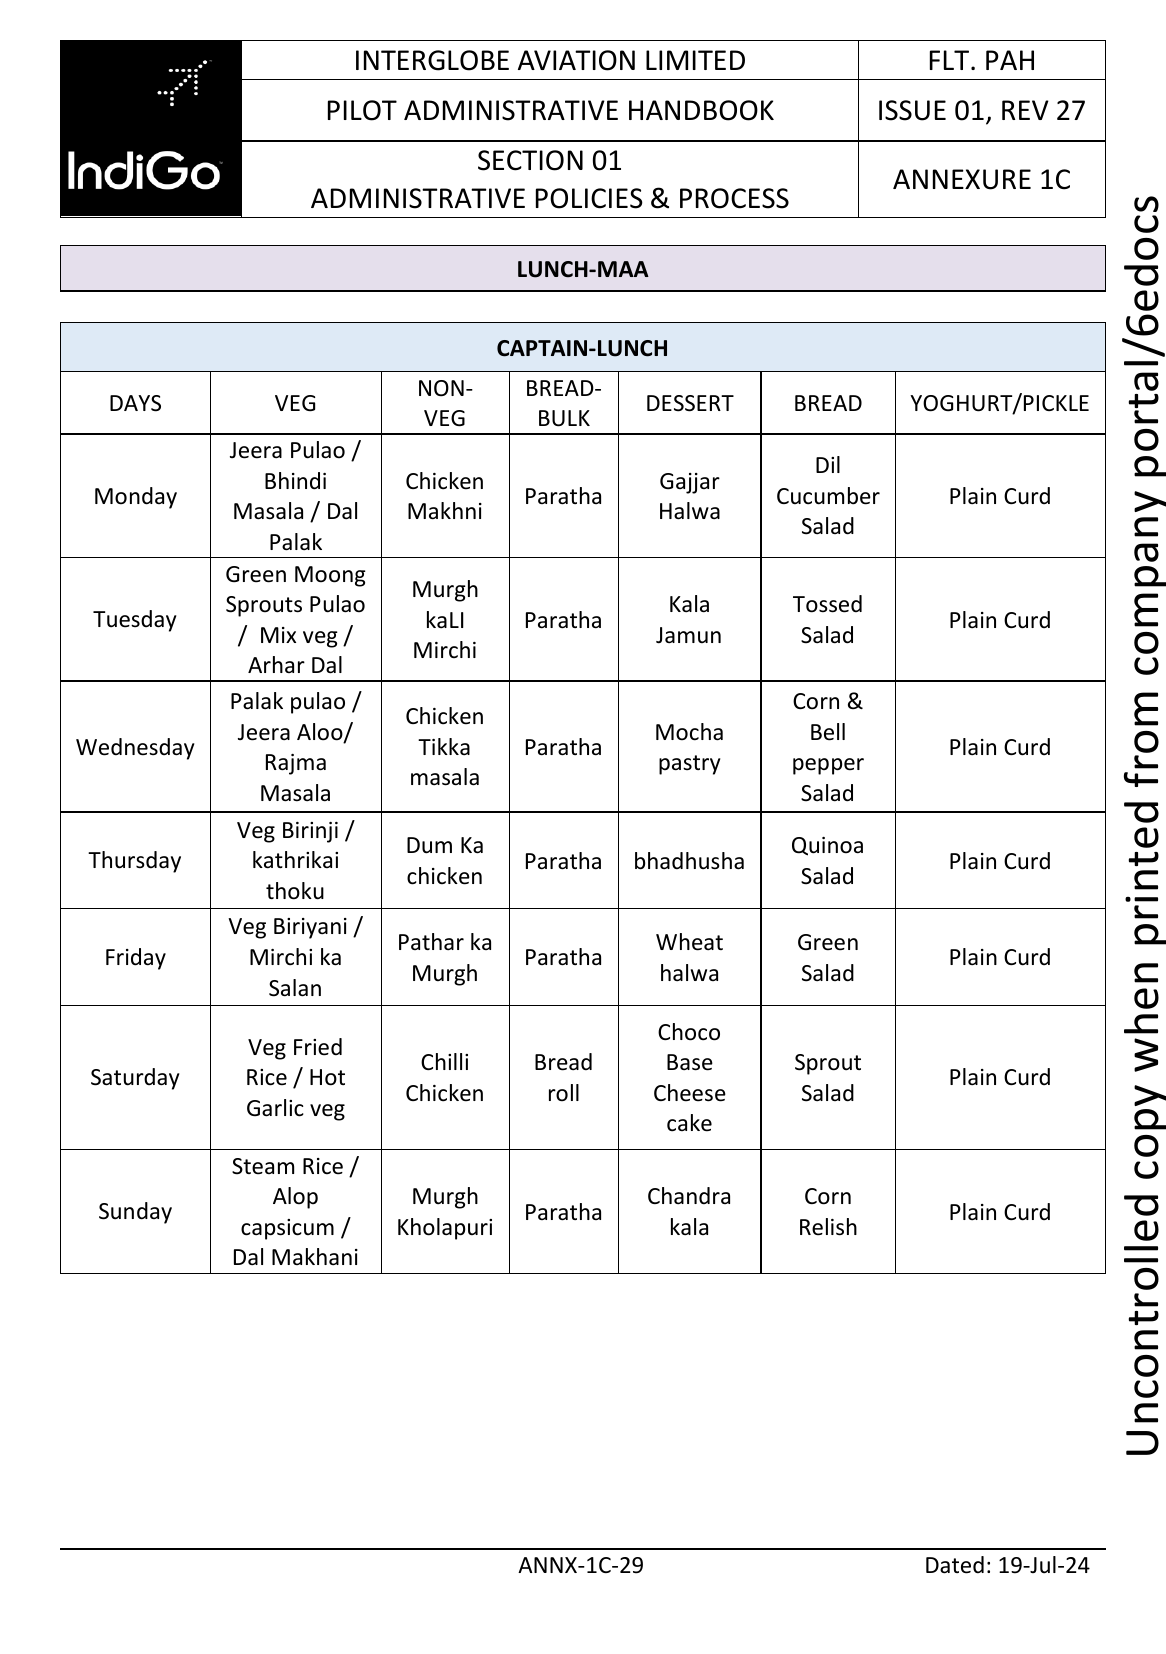 IndiGo
INTERGLOBE AVIATION LIMITED
FLT. PAH
PILOT ADMINISTRATIVE HANDBOOK
ISSUE 01, REV 27
SECTION 01
ADMINISTRATIVE POLICIES & PROCESS
ANNEXURE 1C
LUNCH-MAA
CAPTAIN-LUNCH
DAYS
VEG
NON-
VEG
BREAD-
BULK
DESSERT
BREAD
YOGHURT/PICKLE
Monday
Jeera Pulao /
Bhindi
Masala / Dal
Palak
Chicken
Makhni
Paratha
Gajjar
Halwa
Dil
Cucumber
Salad
Plain Curd
Tuesday
Green Moong
Sprouts Pulao
/ Mix veg /
Arhar Dal
Murgh
kaLI
Mirchi
Paratha
Kala
Jamun
Tossed
Salad
Plain Curd
Wednesday
Palak pulao /
Jeera Aloo/
Rajma
Masala
Chicken
Tikka
masala
Paratha
Mocha
pastry
Corn &
Bell
pepper
Salad
Plain Curd
Thursday
Veg Birinji /
kathrikai
thoku
Dum Ka
chicken
Paratha
bhadhusha
Quinoa
Salad
Plain Curd
Friday
Veg Biriyani /
Mirchi ka
Salan
Pathar ka
Murgh
Paratha
Wheat
halwa
Green
Salad
Plain Curd
Saturday
Veg Fried
Rice / Hot
Garlic veg
Chilli
Chicken
Bread
roll
Choco
Base
Cheese
cake
Sprout
Salad
Plain Curd
Sunday
Steam Rice /
Alop
capsicum /
Dal Makhani
Murgh
Kholapuri
Paratha
Chandra
kala
Corn
Relish
Plain Curd
Uncontrolled copy when printed from company portal/6edocs
ANNX-1C-29
Dated: 19-Jul-24